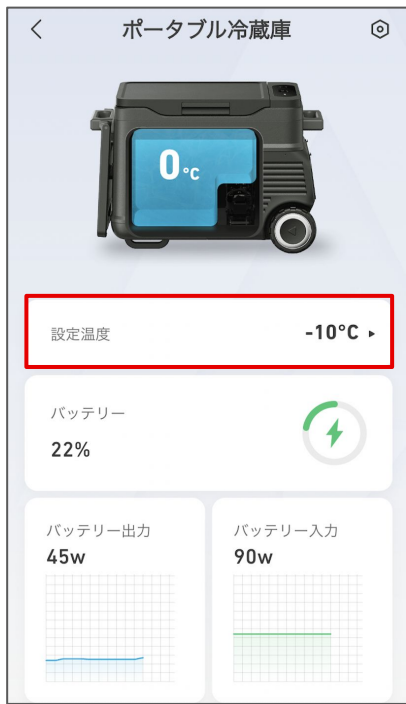 ポータブル冷蔵庫
0°C
設定温度
-10°C
バッテリー
22%
バッテリー出力
45w
バッテリー入力
90w